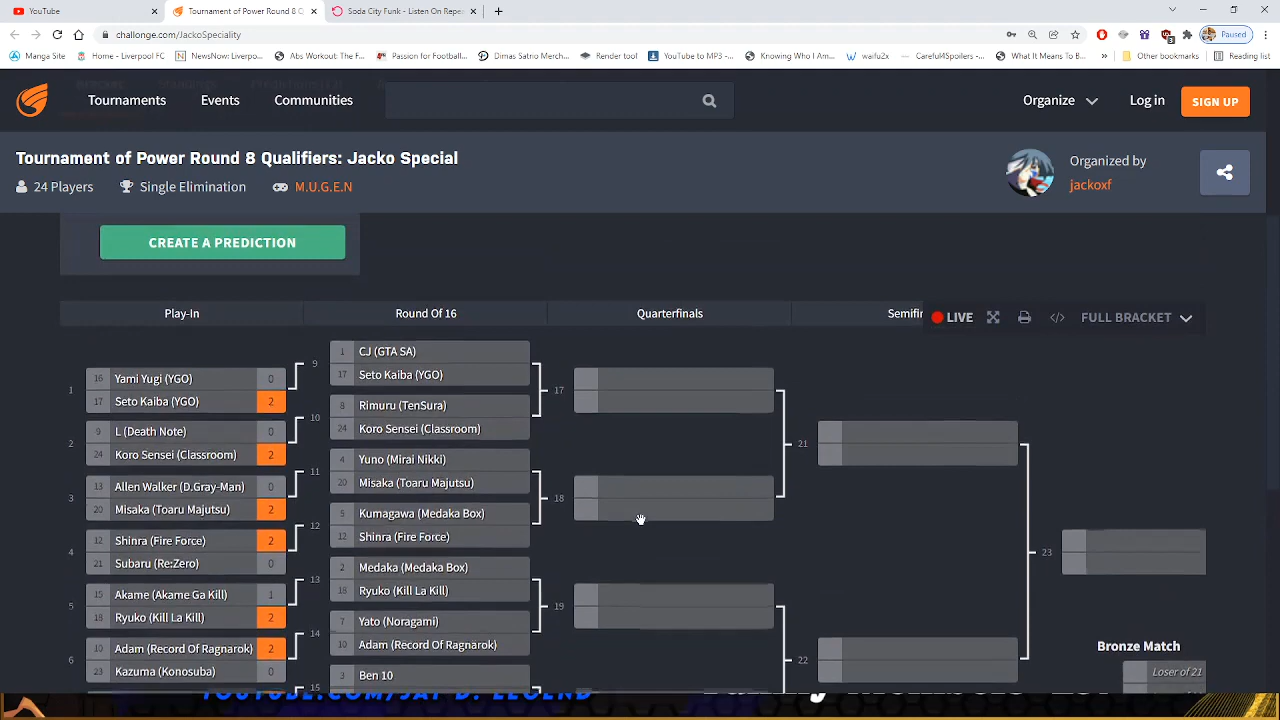 YouTube
Tournament of Power Round 8 Q
Soda City Funk - Listen On Repe
challonge.com/JackoSpeciality
Paused
Manga Site
Home - Liverpool FC
NewsNow: Liverpo...
Abs Workout The M...
Passion for Football...
Dimas Satrio Merch...
Render tool
YouTube to MP3 -...
Knowing Who I Am...
waifu2x
Careful4Spoilers -...
What It Means To B...
Other bookmarks
Reading list
Tournaments
Events
Communities
Organize
Log in
SIGN UP
Tournament of Power Round 8 Qualifiers: Jacko Special
24 Players
Single Elimination
M.U.G.E.N
Organized by
jackoxf
CREATE A PREDICTION
Play-In
Round Of 16
Quarterfinals
Semifin
LIVE
FULL BRACKET
1
16 Yami Yugi (YGO) 0
17 Seto Kaiba (YGO) 2
2
9 L (Death Note) 0
24 Koro Sensei (Classroom) 2
3
13 Allen Walker (D.Gray-Man) 0
20 Misaka (Toaru Majutsu) 2
4
12 Shinra (Fire Force) 2
21 Subaru (Re:Zero) 0
5
15 Akame (Akame Ga Kill) 1
18 Ryuko (Kill La Kill) 2
6
10 Adam (Record Of Ragnarok) 2
23 Kazuma (Konosuba) 0
9
1 CJ (GTA SA)
17 Seto Kaiba (YGO)
10
8 Rimuru (TenSura)
24 Koro Sensei (Classroom)
11
4 Yuno (Mirai Nikki)
20 Misaka (Toaru Majutsu)
12
5 Kumagawa (Medaka Box)
12 Shinra (Fire Force)
13
2 Medaka (Medaka Box)
18 Ryuko (Kill La Kill)
14
7 Yato (Noragami)
10 Adam (Record Of Ragnarok)
15
3 Ben 10
17
18
19
21
22
23
Bronze Match
Loser of 21
YOUTUBE.COM/JAY D. LEGEND